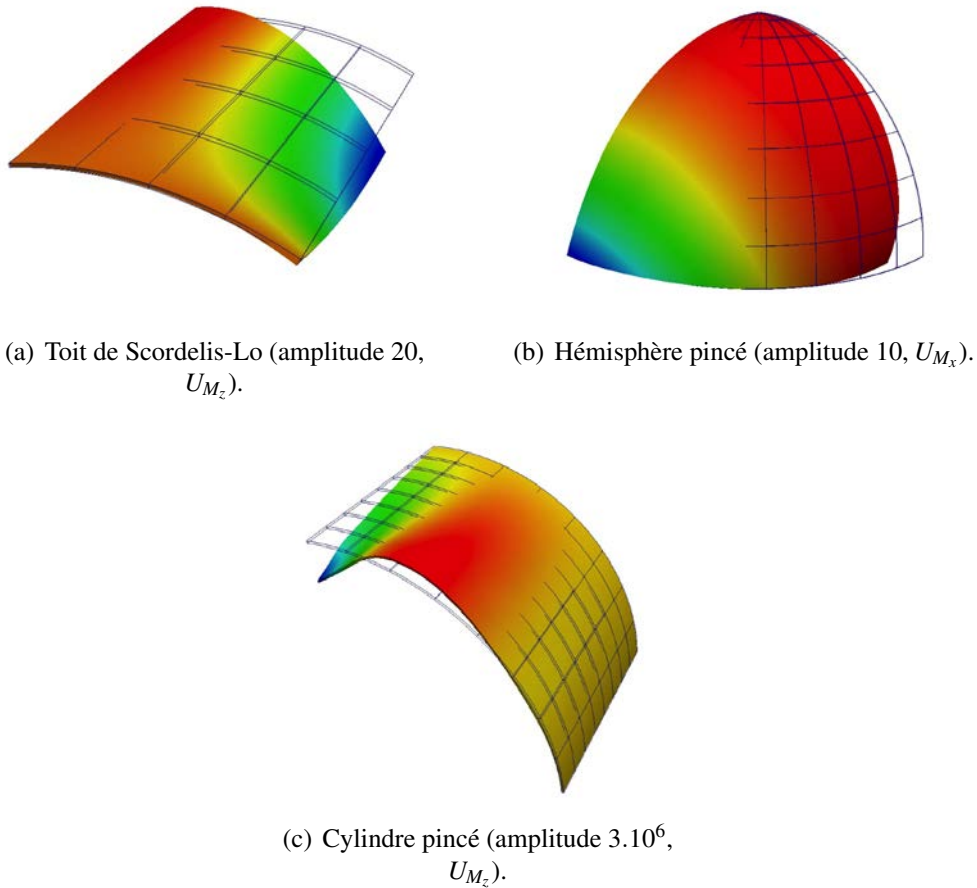 (a) Toit de Scordelis-Lo (amplitude 20,
U_{M_z}).
(b) Hémisphère pincé (amplitude 10, U_{M_x}).
(c) Cylindre pincé (amplitude 3.10^6,
U_{M_z}).